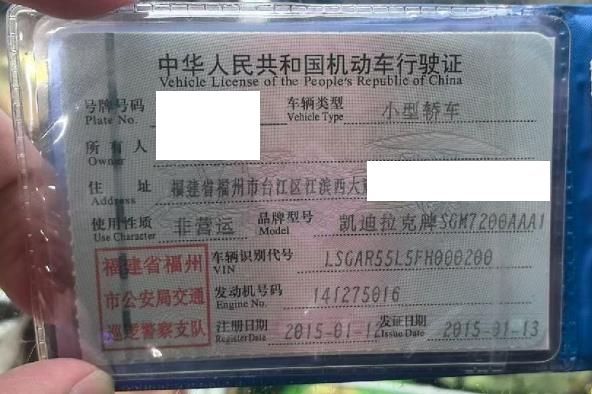 中华人民共和国机动车行驶证
Vehicle License of the People's Republic of China
号牌号码 Plate No. 车辆类型 Vehicle Type 小型轿车
所有人 Owner
住址 Address 福建省福州市台江区江滨西大
使用性质 Use Character 非营运 品牌型号 Model 凯迪拉克牌SGM7200AAA1
福建省福州市公安局交通巡逻警察支队
车辆识别代号 VIN LSGAR55L5FH000200
发动机号码 Engine No. 141275016
注册日期 Register Date 2015-01-12 发证日期 Issue Date 2015-01-13